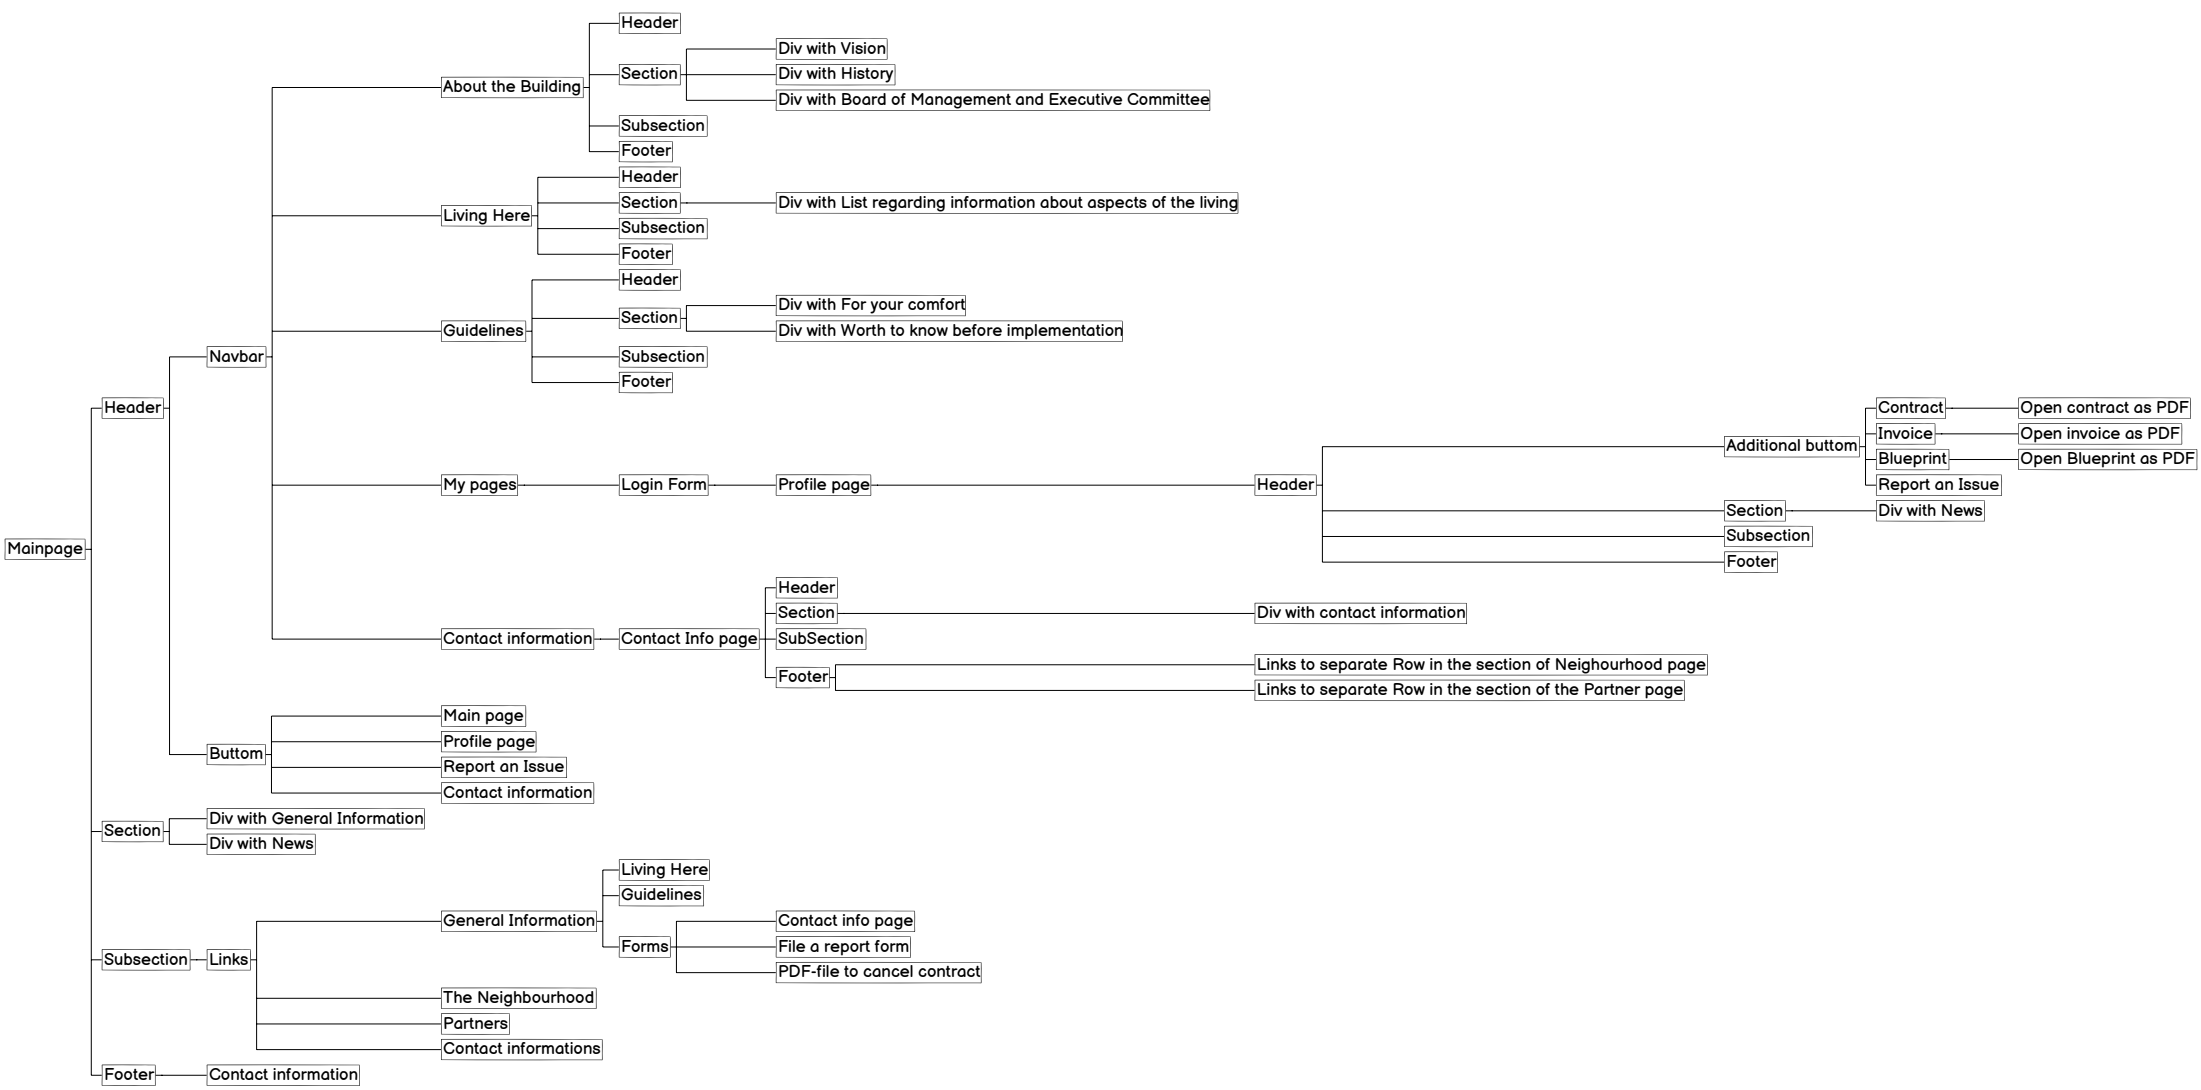 Header
Div with Vision
Section
Div with History
About the Building
Div with Board of Management and Executive Committee
Subsection
Footer
Header
Section
Div with List regarding information about aspects of the living
Living Here
Subsection
Footer
Header
Div with For your comfort
Section
Guidelines
Div with Worth to know before implementation
Navbar
Subsection
Footer
Header
Contract
Open contract as PDF
Invoice
Open invoice as PDF
Additional buttom
Blueprint
Open Blueprint as PDF
My pages
Login Form
Profile page
Header
Report an Issue
Section
Div with News
Subsection
Mainpage
Footer
Header
Section
Div with contact information
Contact information
Contact Info page
SubSection
Links to separate Row in the section of Neighourhood page
Footer
Links to separate Row in the section of the Partner page
Main page
Profile page
Buttom
Report an Issue
Contact information
Div with General Information
Section
Div with News
Living Here
Guidelines
General Information
Contact info page
Forms
File a report form
Subsection
Links
PDF-file to cancel contract
The Neighbourhood
Partners
Contact informations
Footer
Contact information